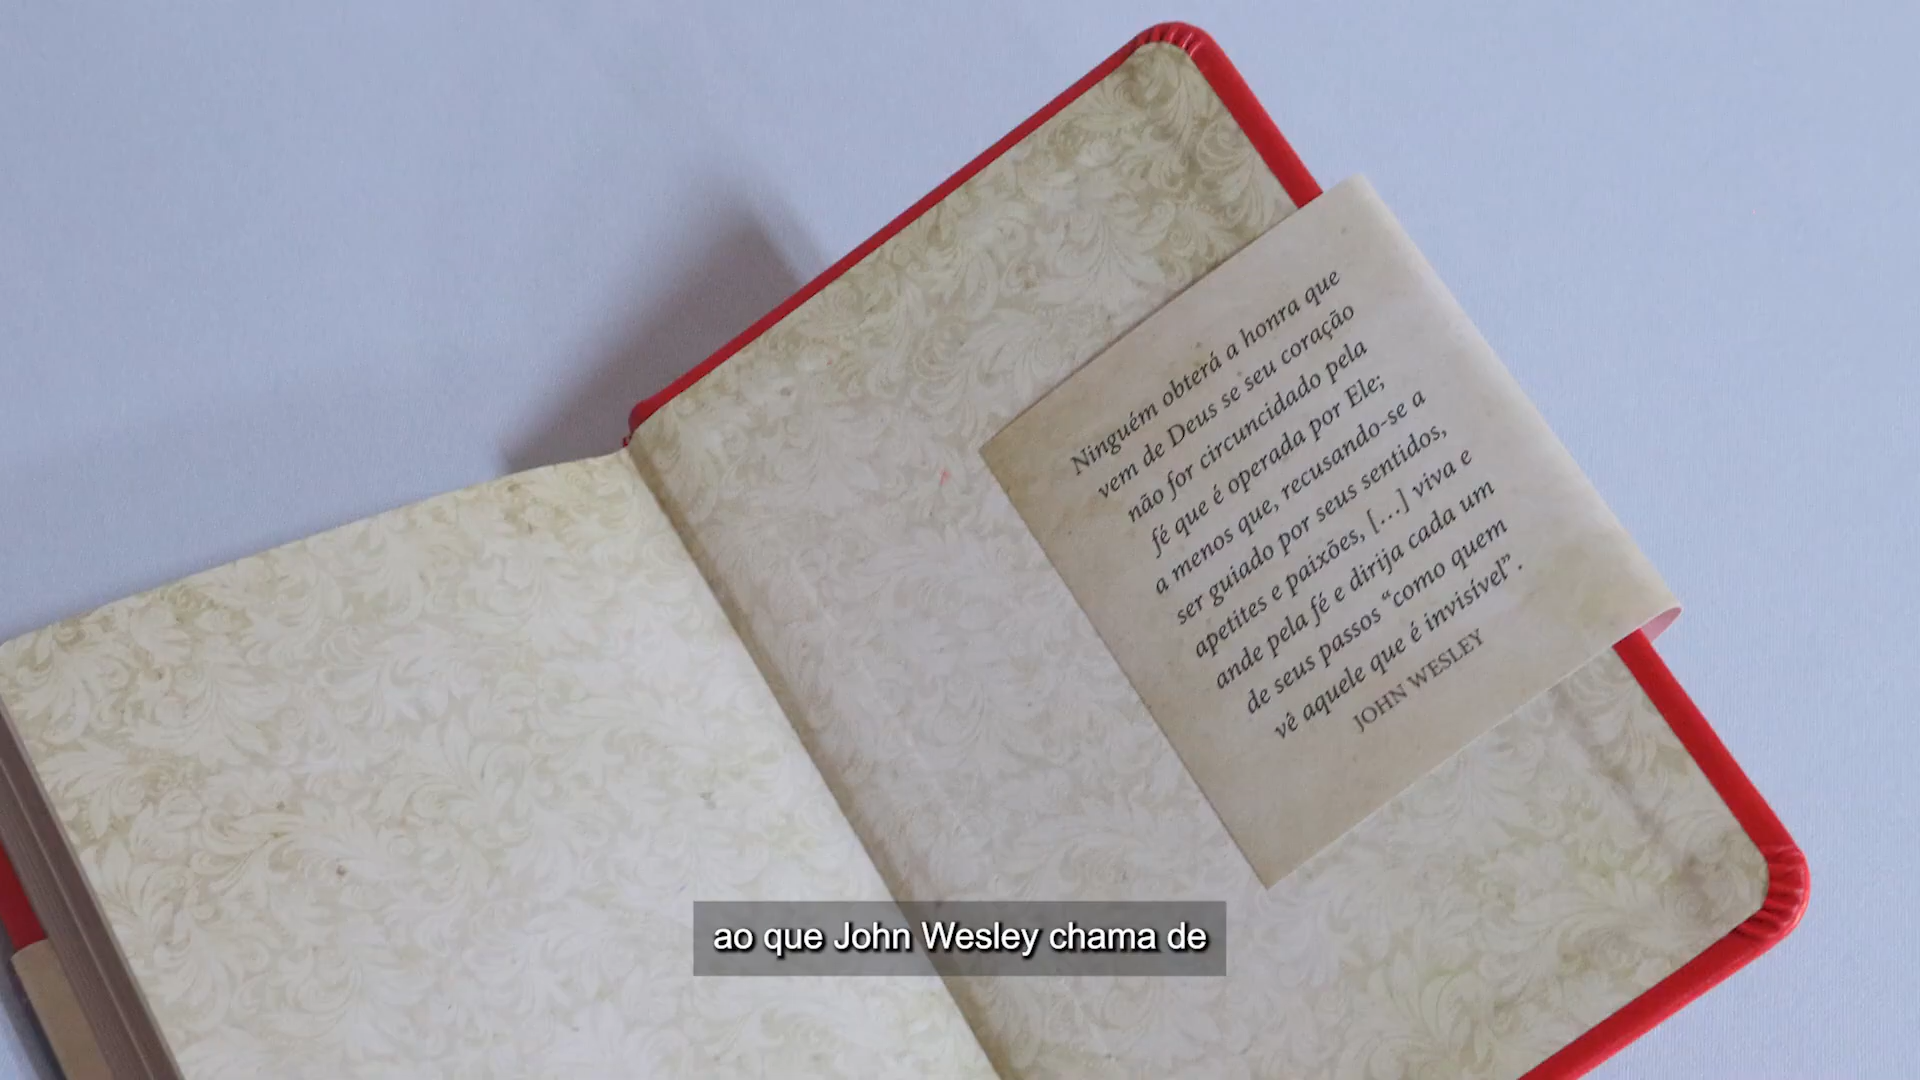 Ninguém obterá a honra que
vem de Deus se seu coração
não for circuncidado pela
fé que é operada por Ele;
a menos que, recusando-se a
ser guiado por seus sentidos,
apetites e paixões, [...] viva e
ande pela fé e dirija cada um
de seus passos “como quem
vê aquele que é invisível”.
JOHN WESLEY
ao que John Wesley chama de